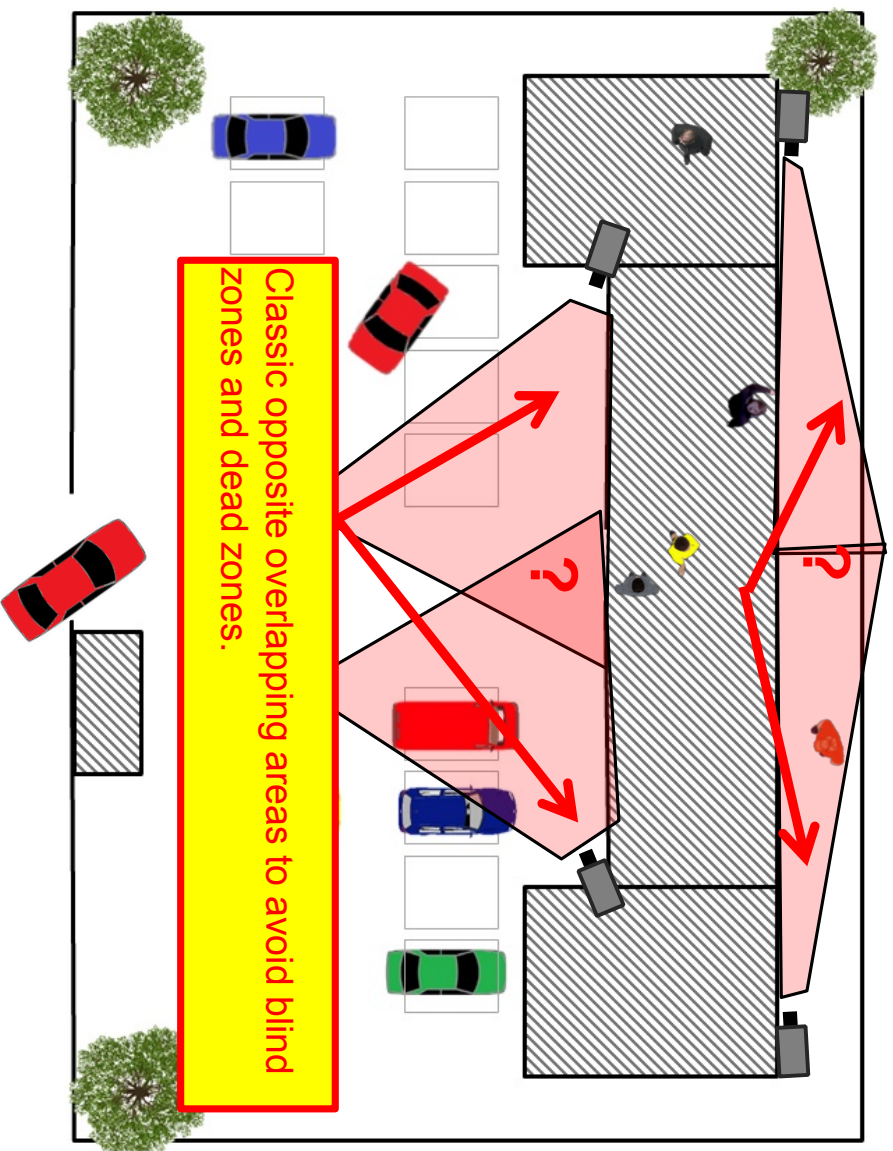 Classic opposite overlapping areas to avoid blind
zones and dead zones.
?
?